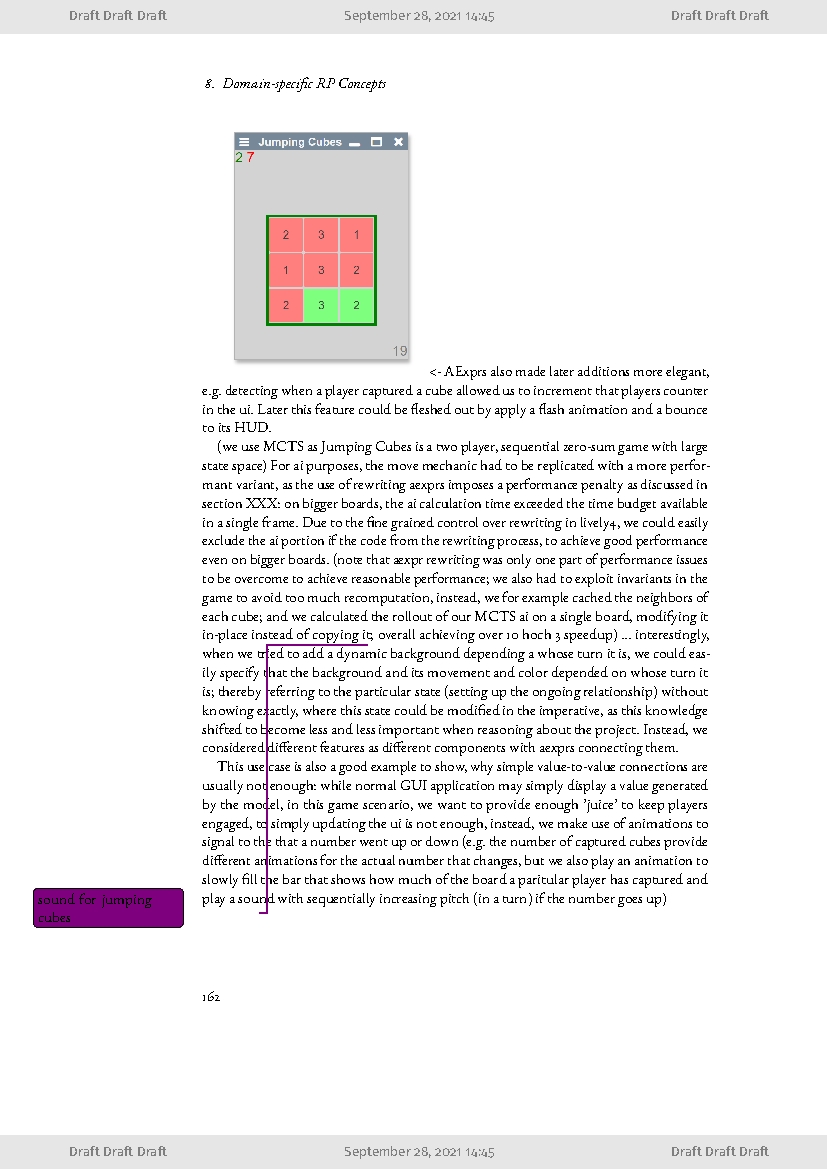 Draft Draft Draft September 28, 2021 14:45 Draft Draft Draft
8. Domain-specific RP Concepts
Jumping Cubes
2 7
2 3 1
1 3 2
2 3 2
19
<- AExprs also made later additions more elegant,
e.g. detecting when a player captured a cube allowed us to increment that players counter
in the ui. Later this feature could be fleshed out by apply a flash animation and a bounce
to its HUD.
(we use MCTS as Jumping Cubes is a two player, sequential zero-sum game with large
state space) For ai purposes, the move mechanic had to be replicated with a more perfor-
mant variant, as the use of rewriting aexprs imposes a performance penalty as discussed in
section XXX: on bigger boards, the ai calculation time exceeded the time budget available
in a single frame. Due to the fine grained control over rewriting in lively4, we could easily
exclude the ai portion if the code from the rewriting process, to achieve good performance
even on bigger boards. (note that aexpr rewriting was only one part of performance issues
to be overcome to achieve reasonable performance; we also had to exploit invariants in the
game to avoid too much recomputation, instead, we for example cached the neighbors of
each cube; and we calculated the rollout of our MCTS ai on a single board, modifying it
in-place instead of copying it; overall achieving over 10 hoch 3 speedup) ... interestingly,
when we tried to add a dynamic background depending a whose turn it is, we could eas-
ily specify that the background and its movement and color depended on whose turn it
is; thereby referring to the particular state (setting up the ongoing relationship) without
knowing exactly, where this state could be modified in the imperative, as this knowledge
shifted to become less and less important when reasoning about the project. Instead, we
considered different features as different components with aexprs connecting them.
This use case is also a good example to show, why simple value-to-value connections are
usually not enough: while normal GUI application may simply display a value generated
by the model, in this game scenario, we want to provide enough 'juice' to keep players
engaged, to simply updating the ui is not enough, instead, we make use of animations to
signal to the that a number went up or down (e.g. the number of captured cubes provide
different animations for the actual number that changes, but we also play an animation to
slowly fill the bar that shows how much of the board a paritular player has captured and
play a sound with sequentially increasing pitch (in a turn) if the number goes up)
sound for jumping
cubes
162
Draft Draft Draft September 28, 2021 14:45 Draft Draft Draft